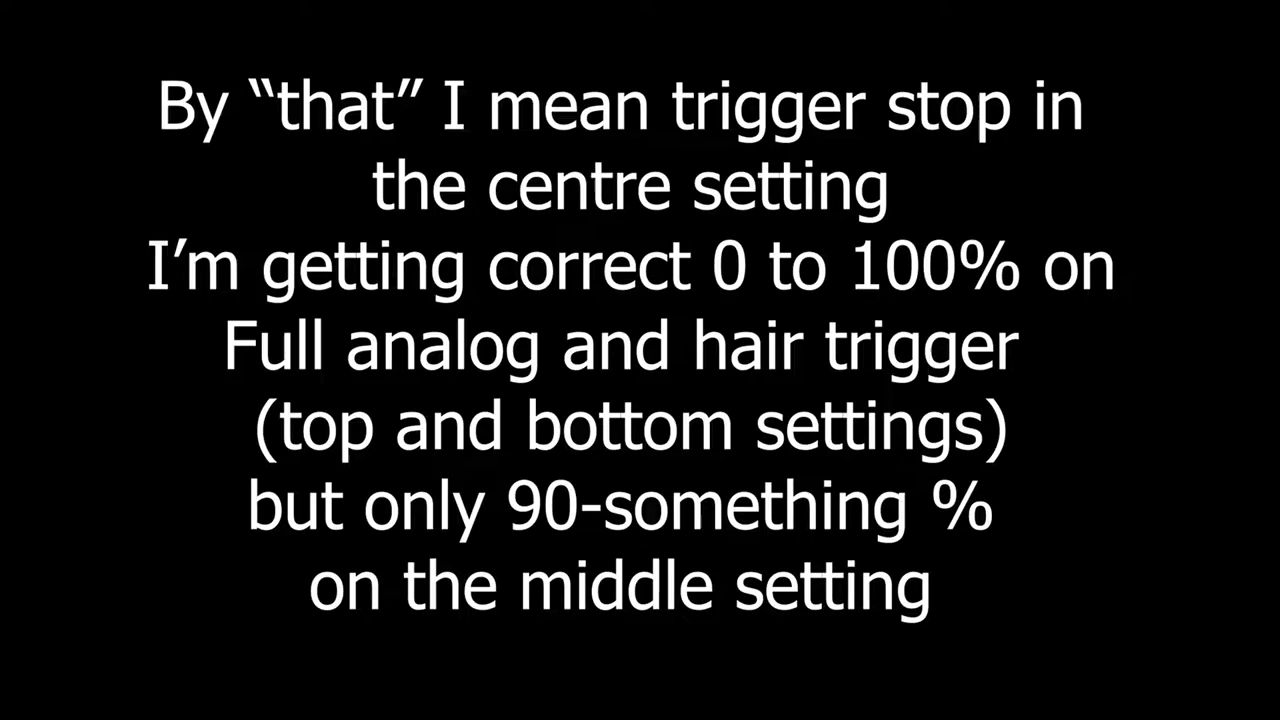 By “that” I mean trigger stop in
the centre setting
I’m getting correct 0 to 100% on
Full analog and hair trigger
(top and bottom settings)
but only 90-something %
on the middle setting